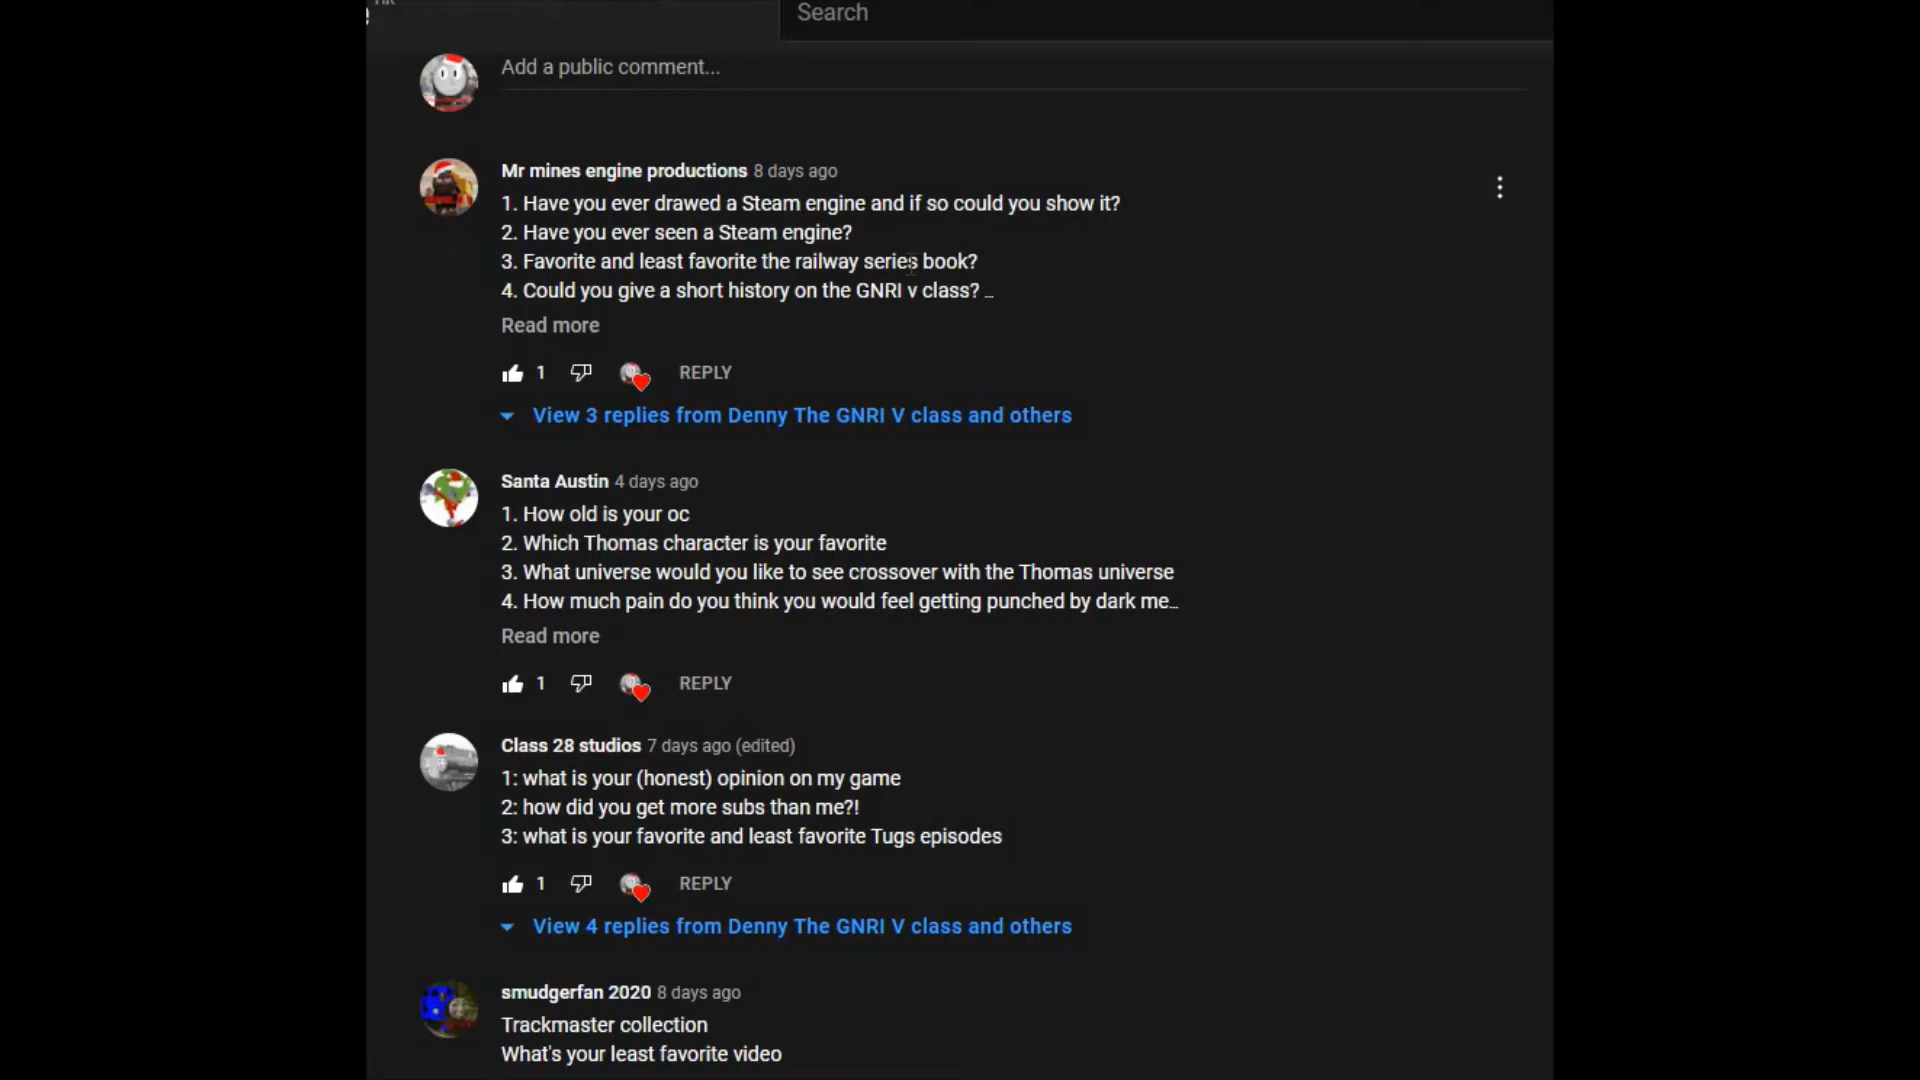 Search
Add a public comment...
Mr mines engine productions 8 days ago
1. Have you ever drawed a Steam engine and if so could you show it?
2. Have you ever seen a Steam engine?
3. Favorite and least favorite the railway series book?
4. Could you give a short history on the GNRI v class? ...
Read more
1 REPLY
View 3 replies from Denny The GNRI V class and others
Santa Austin 4 days ago
1. How old is your oc
2. Which Thomas character is your favorite
3. What universe would you like to see crossover with the Thomas universe
4. How much pain do you think you would feel getting punched by dark me...
Read more
1 REPLY
Class 28 studios 7 days ago (edited)
1: what is your (honest) opinion on my game
2: how did you get more subs than me?!
3: what is your favorite and least favorite Tugs episodes
1 REPLY
View 4 replies from Denny The GNRI V class and others
smudgerfan 2020 8 days ago
Trackmaster collection
What's your least favorite video